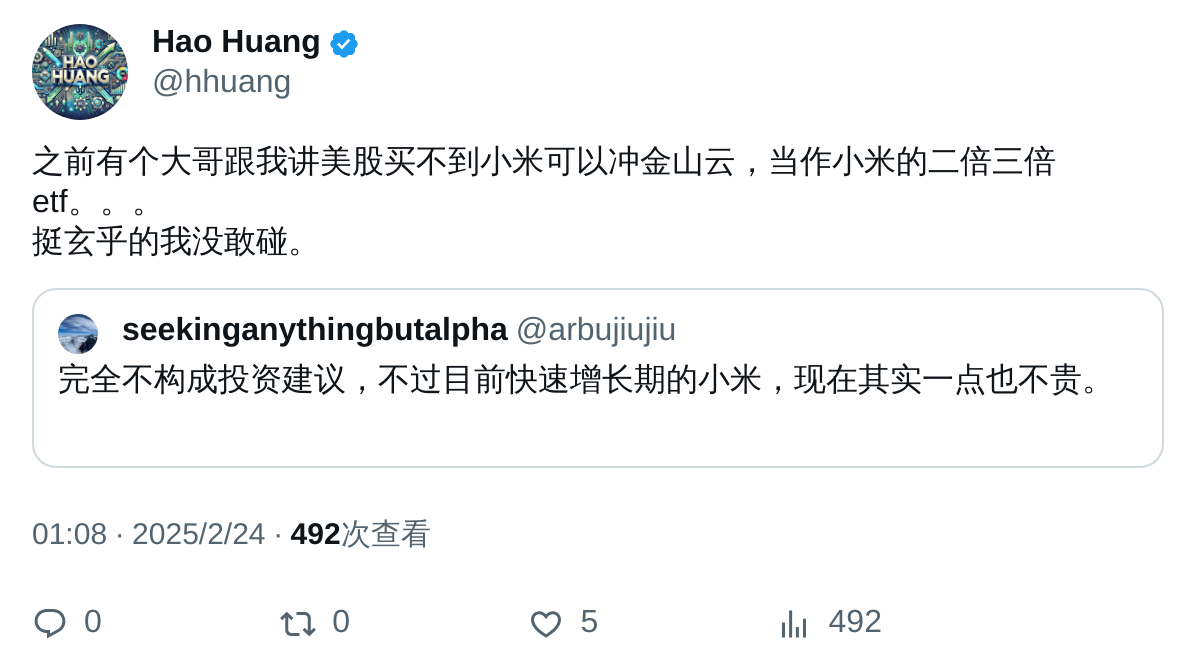 HAO
HUANG
Hao Huang
@hhuang
之前有个大哥跟我讲美股买不到小米可以冲金山云，当作小米的二倍三倍
etf。。。
挺玄乎的我没敢碰。
seekinganythingbutalpha @arbujiujiu
完全不构成投资建议，不过目前快速增长期的小米，现在其实一点也不贵。
01:08 · 2025/2/24 · 492次查看
0 0 5 492